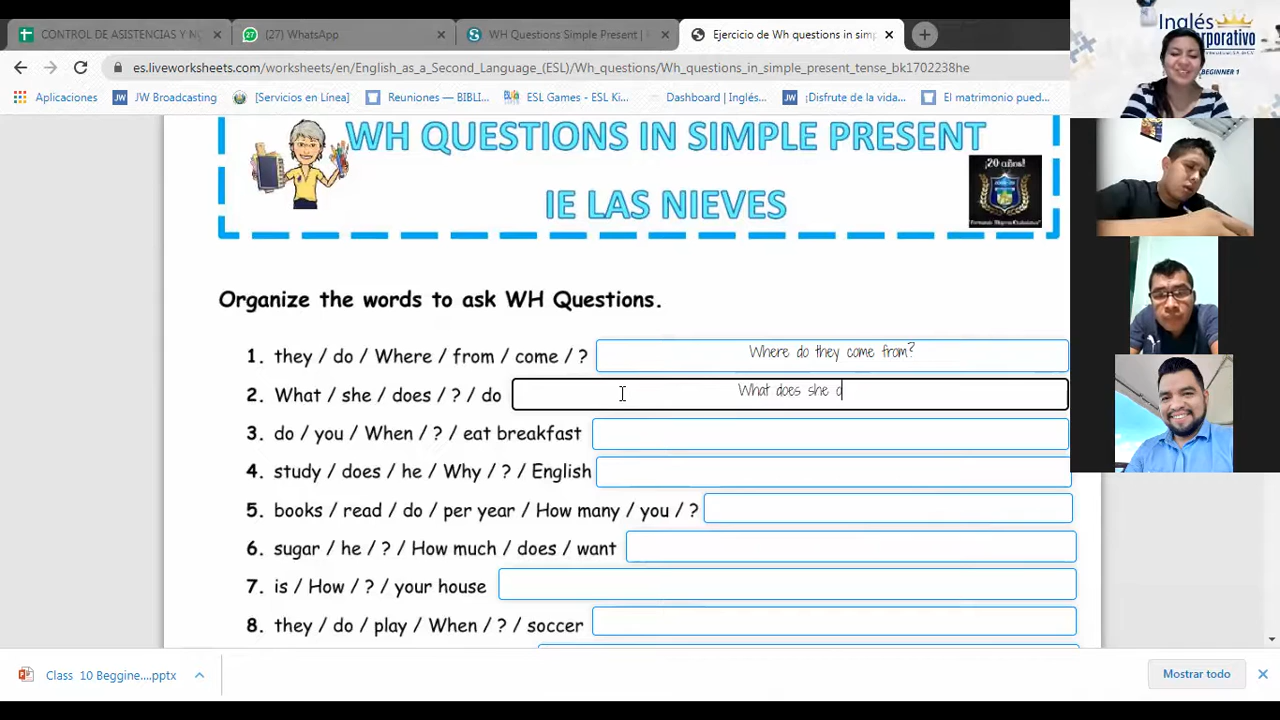 CONTROL DE ASISTENCIAS Y N
(27) WhatsApp
WH Questions Simple Present |
Ejercicio de Wh questions in simp
es.liveworksheets.com/worksheets/en/English_as_a_Second_Language_(ESL)/Wh_questions/Wh_questions_in_simple_present_tense_bk1702238he
Aplicaciones
JW Broadcasting
[Servicios en Línea]
Reuniones — BIBLI...
ESL Games - ESL Ki...
Dashboard | Inglés...
¡Disfrute de la vida...
El matrimonio pued...
Inglés
Corporativo
BEGINNER 1
WH QUESTIONS IN SIMPLE PRESENT
IE LAS NIEVES
¡20 años!
Organize the words to ask WH Questions.
1. they / do / Where / from / come / ? Where do they come from?
2. What / she / does / ? / do What does she d
3. do / you / When / ? / eat breakfast
4. study / does / he / Why / ? / English
5. books / read / do / per year / How many / you / ?
6. sugar / he / ? / How much / does / want
7. is / How / ? / your house
8. they / do / play / When / ? / soccer
Class 10 Beggine....pptx
Mostrar todo